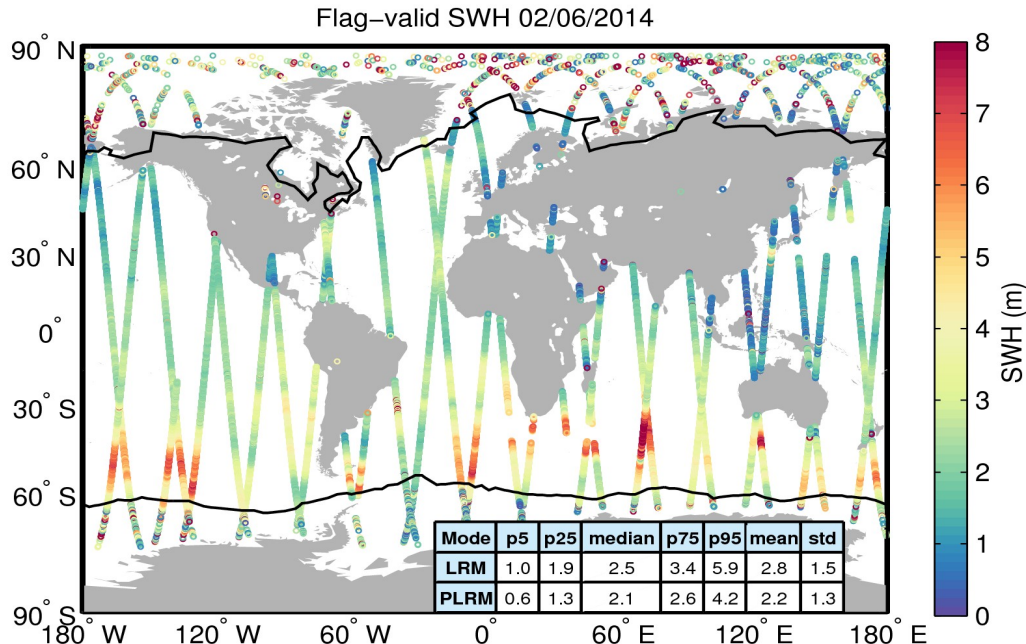 Flag−valid SWH 02/06/2014
90° N
60° N
30° N
0°
30° S
60° S
90° S
180° W
120° W
60° W
0°
60° E
120° E
180° E
Mode p5 p25 median p75 p95 mean std
LRM 1.0 1.9 2.5 3.4 5.9 2.8 1.5
PLRM 0.6 1.3 2.1 2.6 4.2 2.2 1.3
8
7
6
5
4
3
2
1
0
SWH (m)